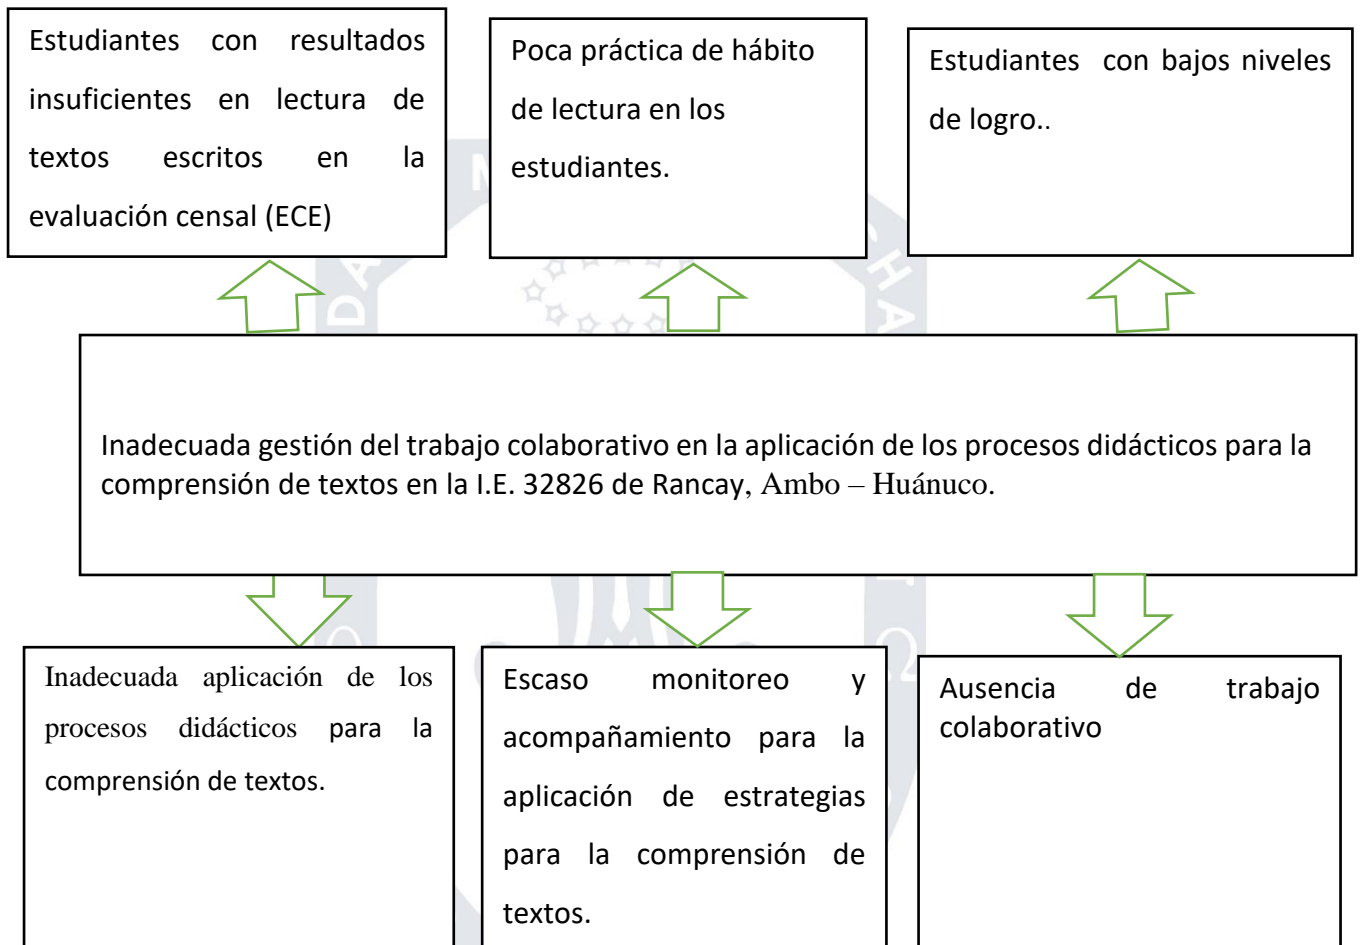 Estudiantes con resultados
insuficientes en lectura de
textos escritos en la
evaluación censal (ECE)
Poca práctica de hábito
de lectura en los
estudiantes.
Estudiantes con bajos niveles
de logro..
Inadecuada gestión del trabajo colaborativo en la aplicación de los procesos didácticos para la
comprensión de textos en la I.E. 32826 de Rancay, Ambo – Huánuco.
Inadecuada aplicación de los
procesos didácticos para la
comprensión de textos.
Escaso monitoreo y
acompañamiento para la
aplicación de estrategias
para la comprensión de
textos.
Ausencia de trabajo
colaborativo